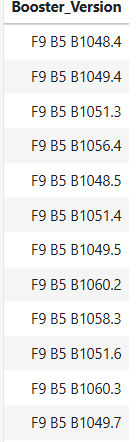 Booster_Version
F9 B5 B1048.4
F9 B5 B1049.4
F9 B5 B1051.3
F9 B5 B1056.4
F9 B5 B1048.5
F9 B5 B1051.4
F9 B5 B1049.5
F9 B5 B1060.2
F9 B5 B1058.3
F9 B5 B1051.6
F9 B5 B1060.3
F9 B5 B1049.7